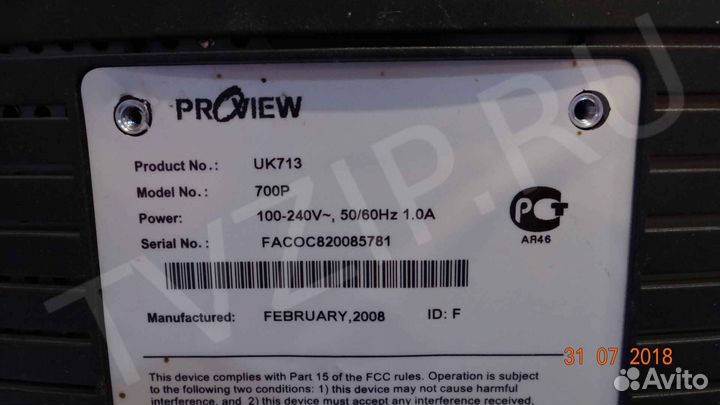 PROVIEW
Product No.: UK713
Model No.: 700P
Power: 100-240V~, 50/60Hz 1.0A
Serial No.: FACOC820085781
РСТ
AЯ46
Manufactured: FEBRUARY,2008 ID: F
This device complies with Part 15 of the FCC rules. Operation is subject
to the following two conditions: 1) this device may not cause harmful
interference, and 2) this device must accept any interference received,
31 07 2018
Avito
TVZIP.RU